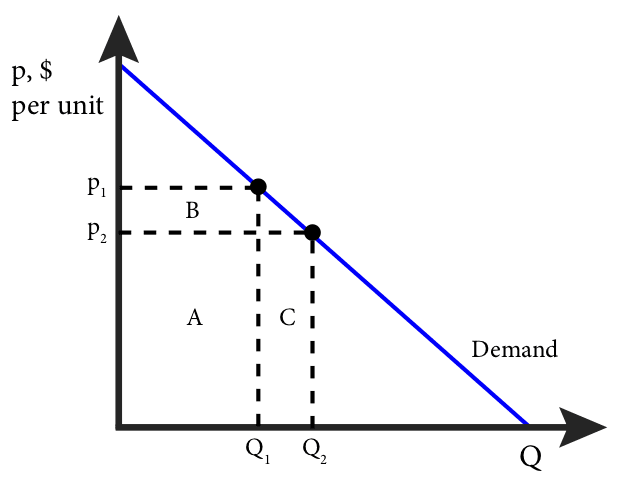 p, $
per unit
p₁
B
p₂
A
C
Demand
Q₁
Q₂
Q